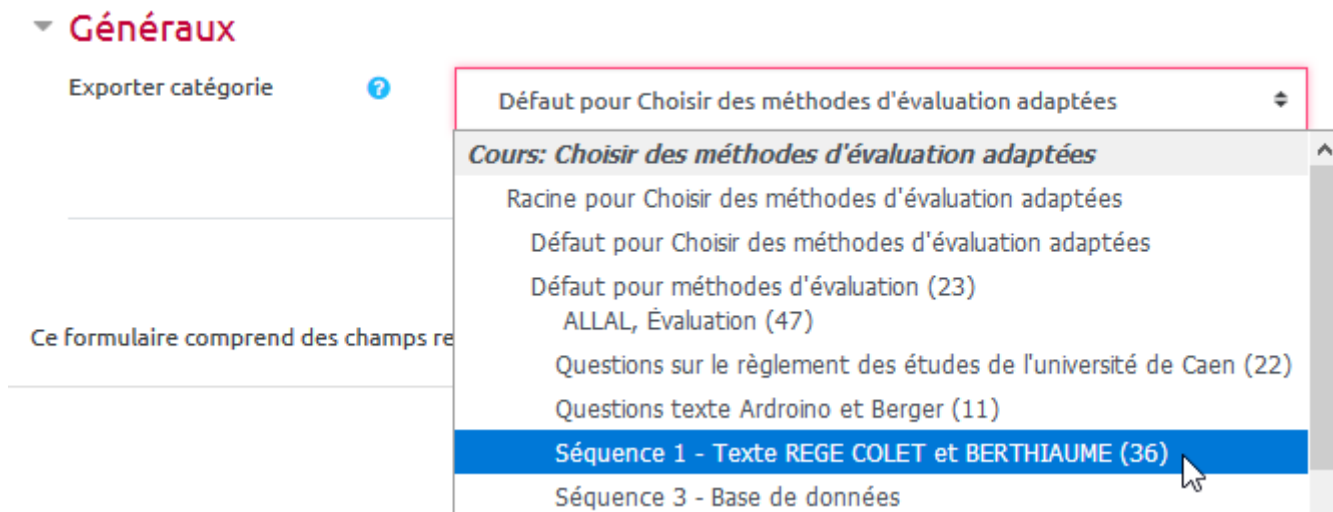 Généraux
Exporter catégorie
Défaut pour Choisir des méthodes d'évaluation adaptées
Cours: Choisir des méthodes d'évaluation adaptées
Racine pour Choisir des méthodes d'évaluation adaptées
Défaut pour Choisir des méthodes d'évaluation adaptées
Défaut pour méthodes d'évaluation (23)
ALLAL, Évaluation (47)
Ce formulaire comprend des champs re
Questions sur le règlement des études de l'université de Caen (22)
Questions texte Ardroino et Berger (11)
Séquence 1 - Texte REGE COLET et BERTHIAUME (36)
Séquence 3 - Base de données